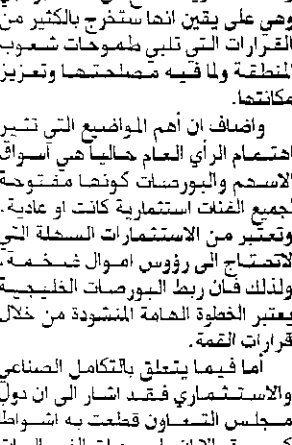 وهي على يقين انها ستخرج بالكثير من
القرارات التي تلبي طموحات شعوب
المنطقة ولما فيه مصلحتها وتعزيز
مكانتها.
واضاف ان أهم المواضيع التي تثير
اهتمام الرأي العام حالياً هي اسواق
الاسهم والبورصات كونها مفتوحة
لجميع الفئات استثمارية كانت او عادية.
وتعتبر من الاستثمارات السهلة التي
لاتحتاج الى رؤوس اموال ضخمة،
ولذلك فان ربط البورصات الخليجية
يعتبر الخطوة الهامة المنشودة من خلال
قرارات القمة.
أما فيما يتعلق بالتكامل الصناعي
والاستثماري فقد اشار الى ان دول
مجلس التعاون قطعت به اشواطا